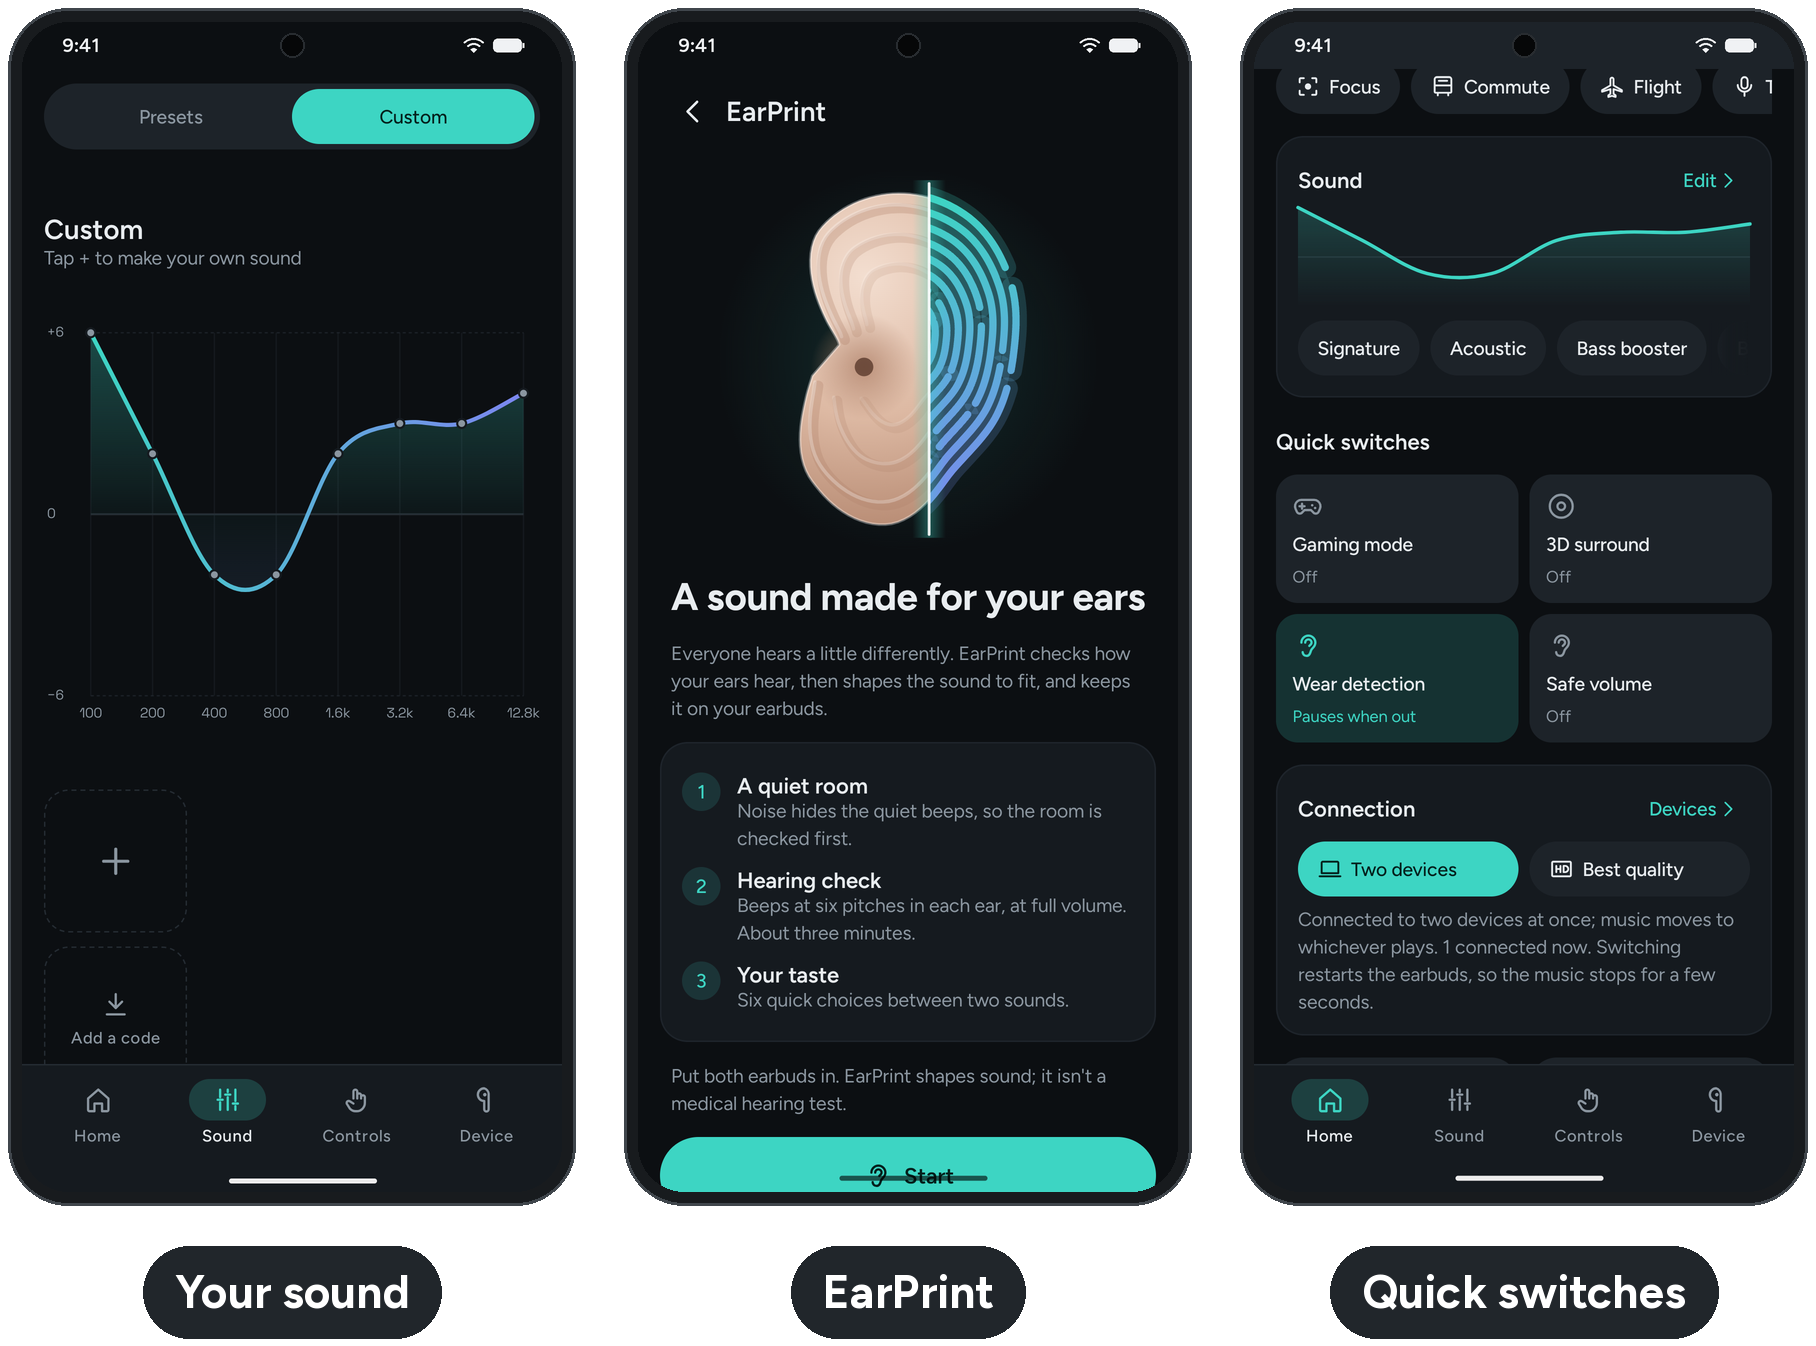 9:41
Presets
Custom
Custom
Tap + to make your own sound
+6
0
−6
100 200 400 800 1.6k 3.2k 6.4k 12.8k
Add a code
Home Sound Controls Device
Your sound
9:41
EarPrint
A sound made for your ears
Everyone hears a little differently. EarPrint checks how
your ears hear, then shapes the sound to fit, and keeps
it on your earbuds.
1
A quiet room
Noise hides the quiet beeps, so the room is
checked first.
2
Hearing check
Beeps at six pitches in each ear, at full volume.
About three minutes.
3
Your taste
Six quick choices between two sounds.
Put both earbuds in. EarPrint shapes sound; it isn't a
medical hearing test.
Start
EarPrint
9:41
Focus Commute Flight
Sound
Edit
Signature Acoustic Bass booster
Quick switches
Gaming mode
Off
3D surround
Off
Wear detection
Pauses when out
Safe volume
Off
Connection
Devices
Two devices
HD Best quality
Connected to two devices at once; music moves to
whichever plays. 1 connected now. Switching
restarts the earbuds, so the music stops for a few
seconds.
Home Sound Controls Device
Quick switches